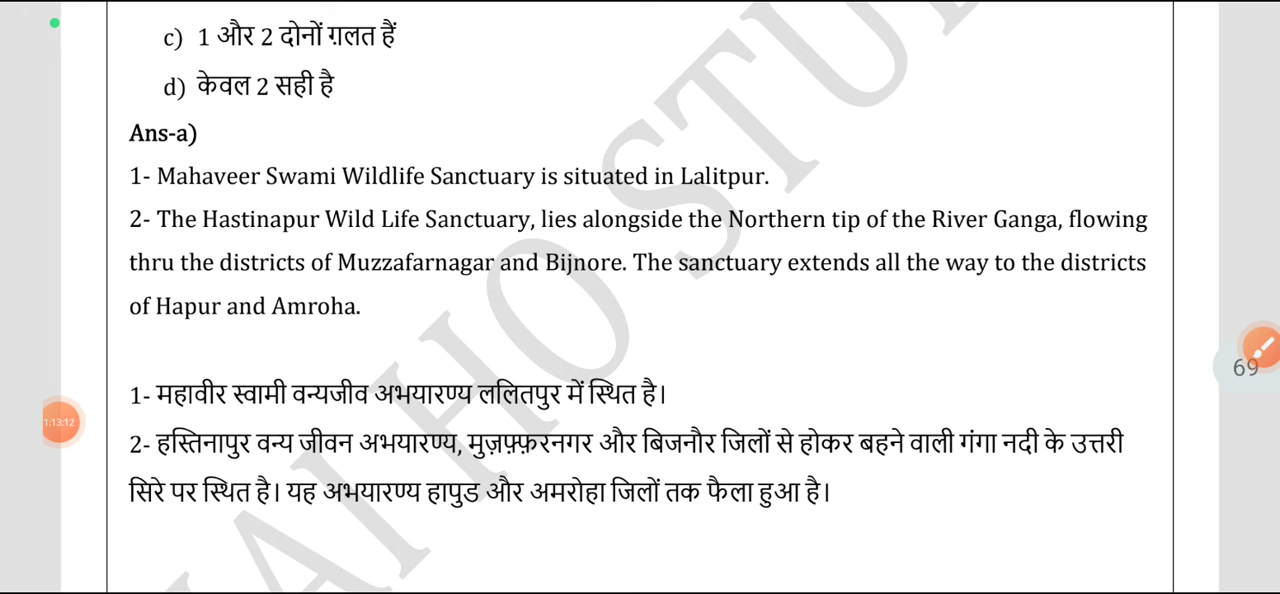 c) 1 और 2 दोनों ग़लत हैं
d) केवल 2 सही है
Ans-a)
1- Mahaveer Swami Wildlife Sanctuary is situated in Lalitpur.
2- The Hastinapur Wild Life Sanctuary, lies alongside the Northern tip of the River Ganga, flowing
thru the districts of Muzzafarnagar and Bijnore. The sanctuary extends all the way to the districts
of Hapur and Amroha.
1- महावीर स्वामी वन्यजीव अभयारण्य ललितपुर में स्थित है।
2- हस्तिनापुर वन्य जीवन अभयारण्य, मुज़फ़्फ़रनगर और बिजनौर जिलों से होकर बहने वाली गंगा नदी के उत्तरी
सिरे पर स्थित है। यह अभयारण्य हापुड और अमरोहा जिलों तक फैला हुआ है।
69
1:13:12